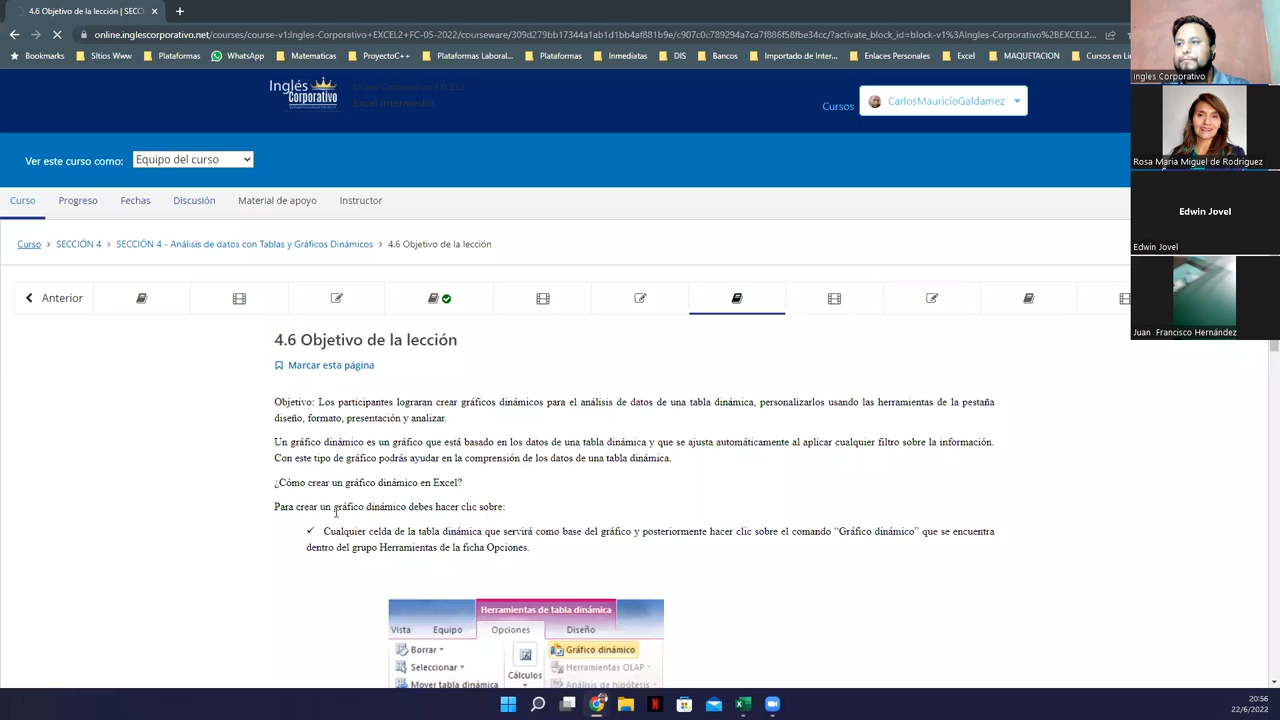 4.6 Objetivo de la lección | SECC
online.inglescorporativo.net/courses/course-v1:Ingles-Corporativo+EXCEL2+FC-05-2022/courseware/309d279bb17344a1ab1d1bb4af881b9e/c907c0c789294a7ca7f886f58fbe34cc/?activate_block_id=block-v1%3AIngles-Corporativo%2BEXCEL2...
Bookmarks Sitios Www Plataformas WhatsApp Matematicas ProyectoC++ Plataformas Laboral... Mediafire Links Imediatos DIS Bancos Importado de Inter... Enlaces Personales Excel MAQUETACION Cursos en Li
Inglés Corporativo
Excel Intermedio
Cursos CarlosMauricioGaldamez
Ver este curso como: Equipo del curso
Curso Progreso Fechas Discusión Material de apoyo Instructor
Curso > SECCIÓN 4 > SECCIÓN 4 - Análisis de datos con Tablas y Gráficos Dinámicos > 4.6 Objetivo de la lección
Anterior
4.6 Objetivo de la lección
Marcar esta página
Objetivo: Los participantes lograran crear gráficos dinámicos para el análisis de datos de una tabla dinámica, personalizarlos usando las herramientas de la pestaña
diseño, formato, presentación y analizar.
Un gráfico dinámico es un gráfico que está basado en los datos de una tabla dinámica y que se ajusta automáticamente al aplicar cualquier filtro sobre la información.
Con este tipo de gráfico podrás ayudar en la comprensión de los datos de una tabla dinámica.
¿Cómo crear un gráfico dinámico en Excel?
Para crear un gráfico dinámico debes hacer clic sobre:
✓ Cualquier celda de la tabla dinámica que servirá como base del gráfico y posteriormente hacer clic sobre el comando “Gráfico dinámico” que se encuentra
dentro del grupo Herramientas de la ficha Opciones.
Herramientas de tabla dinámica
Vista Equipo Opciones Diseño
Borrar
Seleccionar
Mover tabla dinámica
Cálculos
Gráfico dinámico
Herramientas OLAP
Análisis de hipótesis
Ingles Corporativo
Rosa Maria Miguel de Rodriguez
Edwin Jovel
Edwin Jovel
Juan Francisco Hernández
20:56
22/6/2022